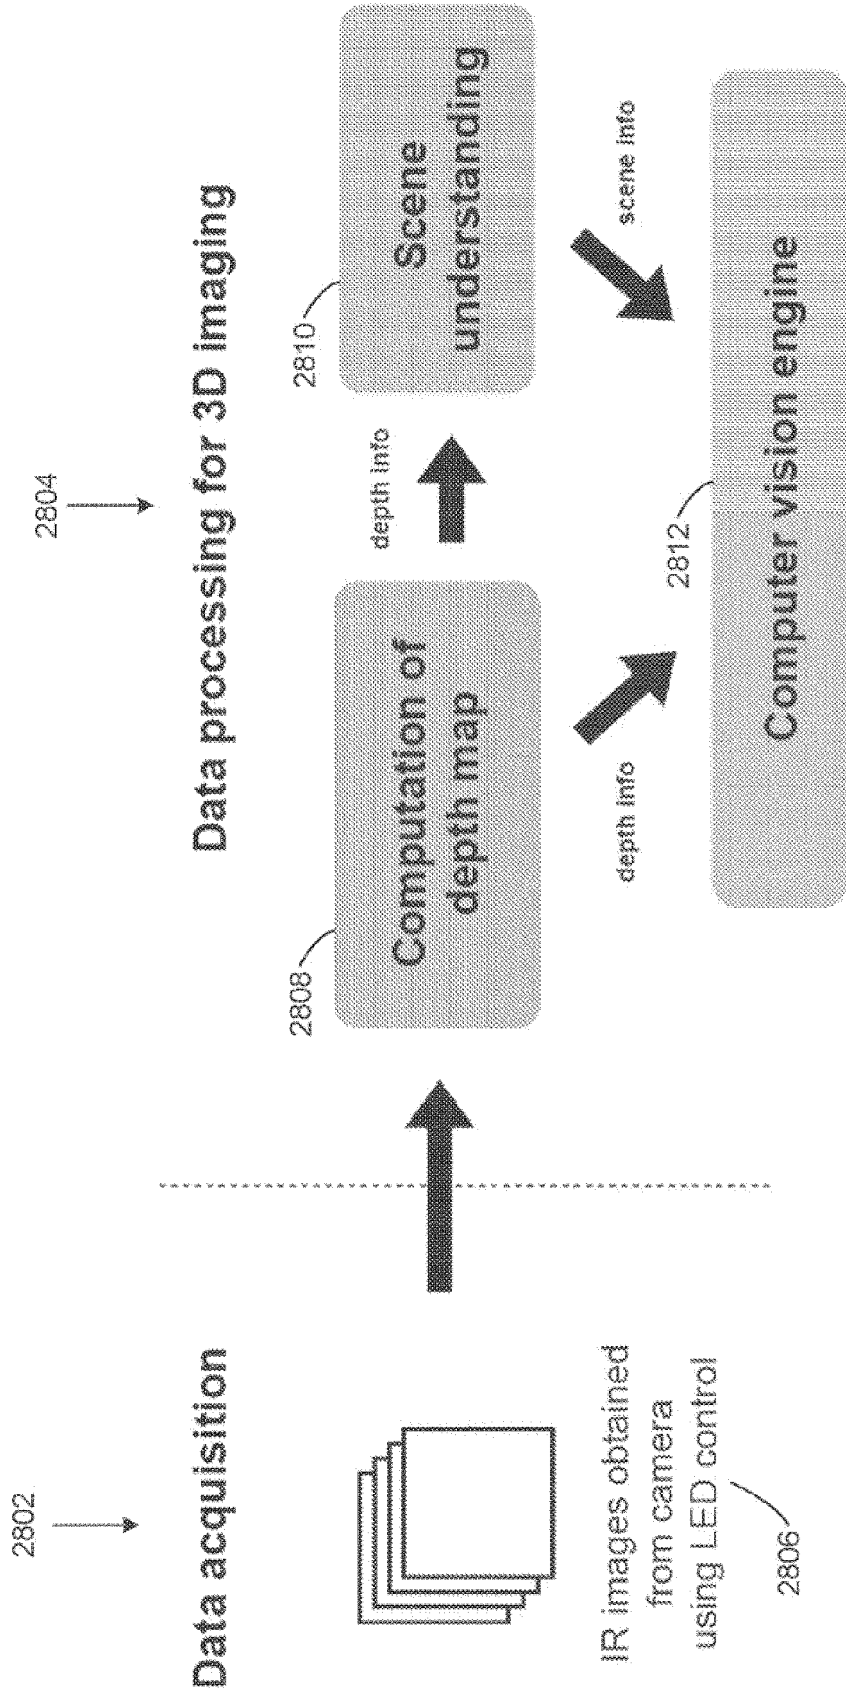 2802
Data acquisition
IR images obtained
from camera
using LED control
2806
2804
Data processing for 3D imaging
2808
Computation of
depth map
depth info
2810
Scene
understanding
depth info
scene info
2812
Computer vision engine